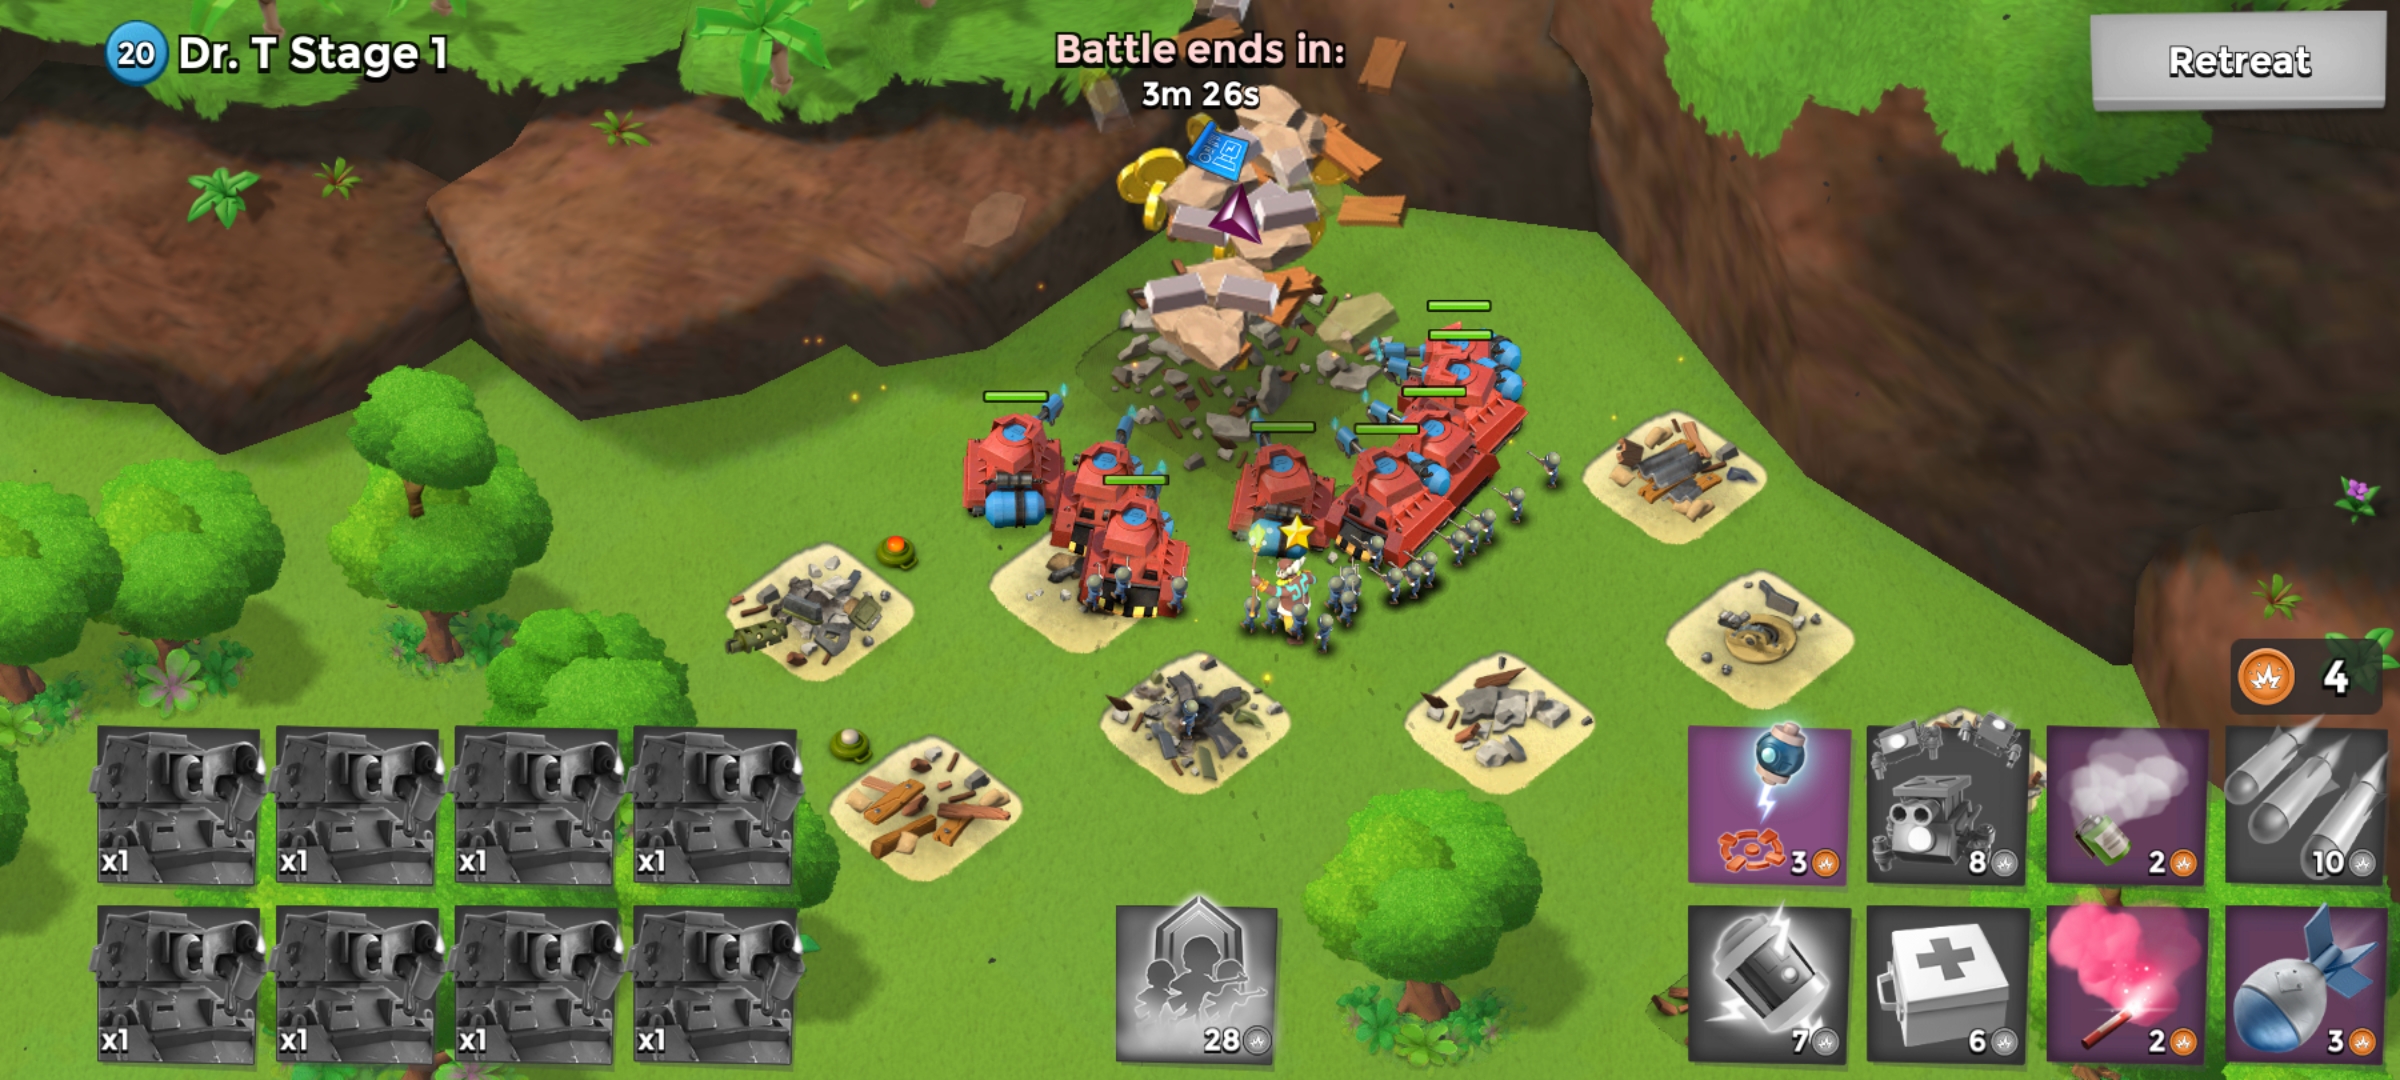 20 Dr. T Stage 1
Battle ends in:
3m 26s
Retreat
4
x1 x1 x1 x1
3 8 2 10
x1 x1 x1 x1
28
7 6 2 3